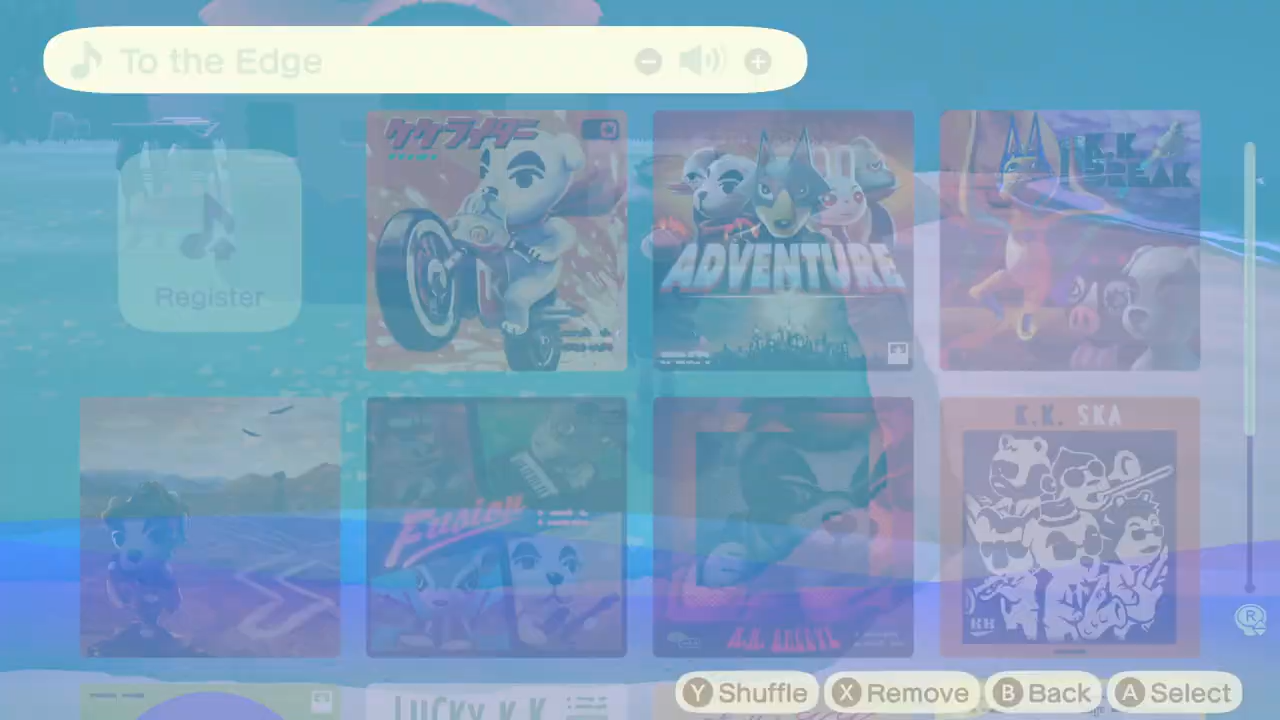 To the Edge
ケケライダー
ADVENTURE
K.K.
BREAK
Register
Fusion
K.K. SKA
KK
LUCKY K.K.
Y Shuffle
X Remove
B Back
A Select
R